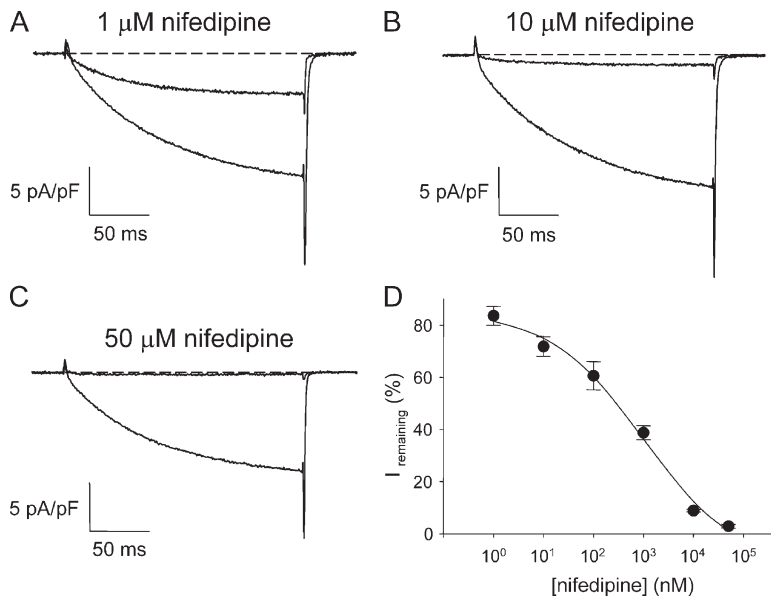 A
1 μM nifedipine
5 pA/pF
50 ms
B
10 μM nifedipine
5 pA/pF
50 ms
C
50 μM nifedipine
5 pA/pF
50 ms
D
I remaining (%)
80
60
40
20
0
10⁰ 10¹ 10² 10³ 10⁴ 10⁵
[nifedipine] (nM)